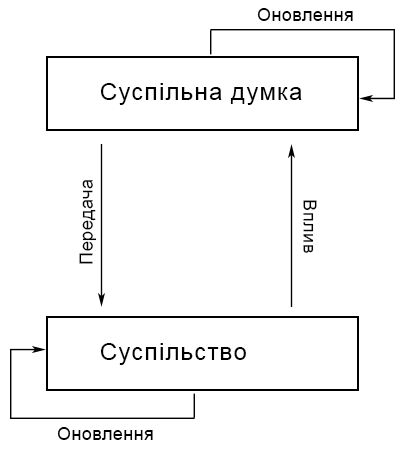 Оновлення
Суспільна думка
Передача
Вплив
Суспільство
Оновлення